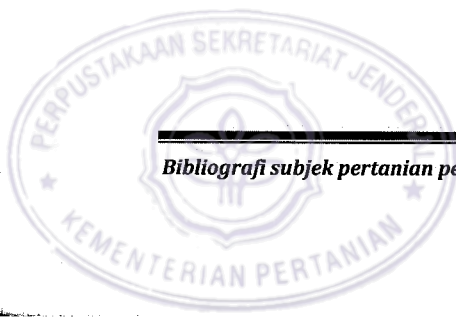 PERPUSTAKAAN SEKRETARIAT JENDERAL
Bibliografi subjek pertanian pe
KEMENTERIAN PERTANIAN